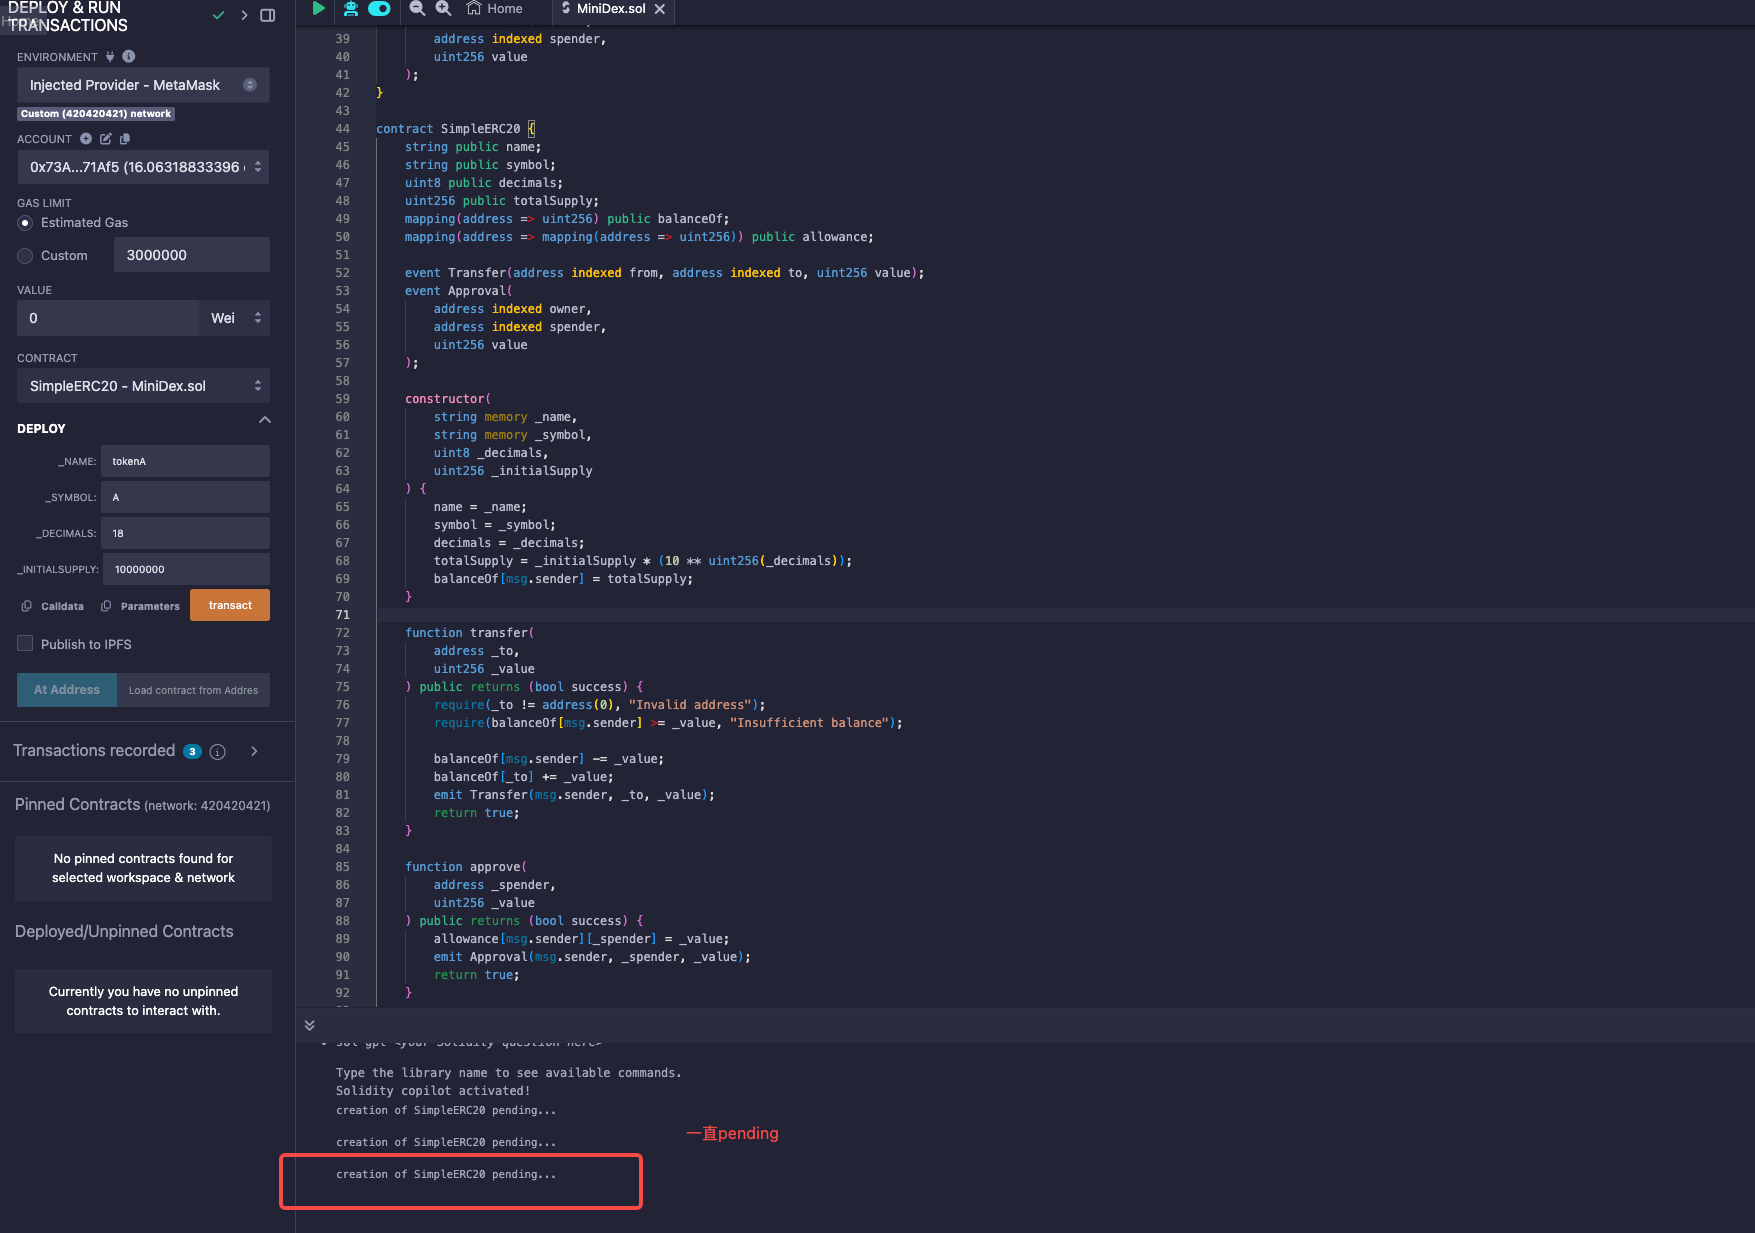 DEPLOY & RUN
TRANSACTIONS
ENVIRONMENT
Injected Provider - MetaMask
Custom (420420421) network
ACCOUNT
0x73A...71Af5 (16.06318833396
GAS LIMIT
Estimated Gas
Custom
3000000
VALUE
0
Wei
CONTRACT
SimpleERC20 - MiniDex.sol
DEPLOY
_NAME:
tokenA
_SYMBOL:
A
_DECIMALS:
18
_INITIALSUPPLY:
10000000
Calldata
Parameters
transact
Publish to IPFS
At Address
Load contract from Addres
Transactions recorded 3
Pinned Contracts (network: 420420421)
No pinned contracts found for
selected workspace & network
Deployed/Unpinned Contracts
Currently you have no unpinned
contracts to interact with.
Home
MiniDex.sol
39 address indexed spender,
40 uint256 value
41 );
42 }
43
44 contract SimpleERC20 {
45 string public name;
46 string public symbol;
47 uint8 public decimals;
48 uint256 public totalSupply;
49 mapping(address => uint256) public balanceOf;
50 mapping(address => mapping(address => uint256)) public allowance;
51
52 event Transfer(address indexed from, address indexed to, uint256 value);
53 event Approval(
54 address indexed owner,
55 address indexed spender,
56 uint256 value
57 );
58
59 constructor(
60 string memory _name,
61 string memory _symbol,
62 uint8 _decimals,
63 uint256 _initialSupply
64 ) {
65 name = _name;
66 symbol = _symbol;
67 decimals = _decimals;
68 totalSupply = _initialSupply * (10 ** uint256(_decimals));
69 balanceOf[msg.sender] = totalSupply;
70 }
71
72 function transfer(
73 address _to,
74 uint256 _value
75 ) public returns (bool success) {
76 require(_to != address(0), "Invalid address");
77 require(balanceOf[msg.sender] >= _value, "Insufficient balance");
78
79 balanceOf[msg.sender] -= _value;
80 balanceOf[_to] += _value;
81 emit Transfer(msg.sender, _to, _value);
82 return true;
83 }
84
85 function approve(
86 address _spender,
87 uint256 _value
88 ) public returns (bool success) {
89 allowance[msg.sender][_spender] = _value;
90 emit Approval(msg.sender, _spender, _value);
91 return true;
92 }
sol-gpt <your Solidity question here>
Type the library name to see available commands.
Solidity copilot activated!
creation of SimpleERC20 pending...
creation of SimpleERC20 pending...
一直pending
creation of SimpleERC20 pending...